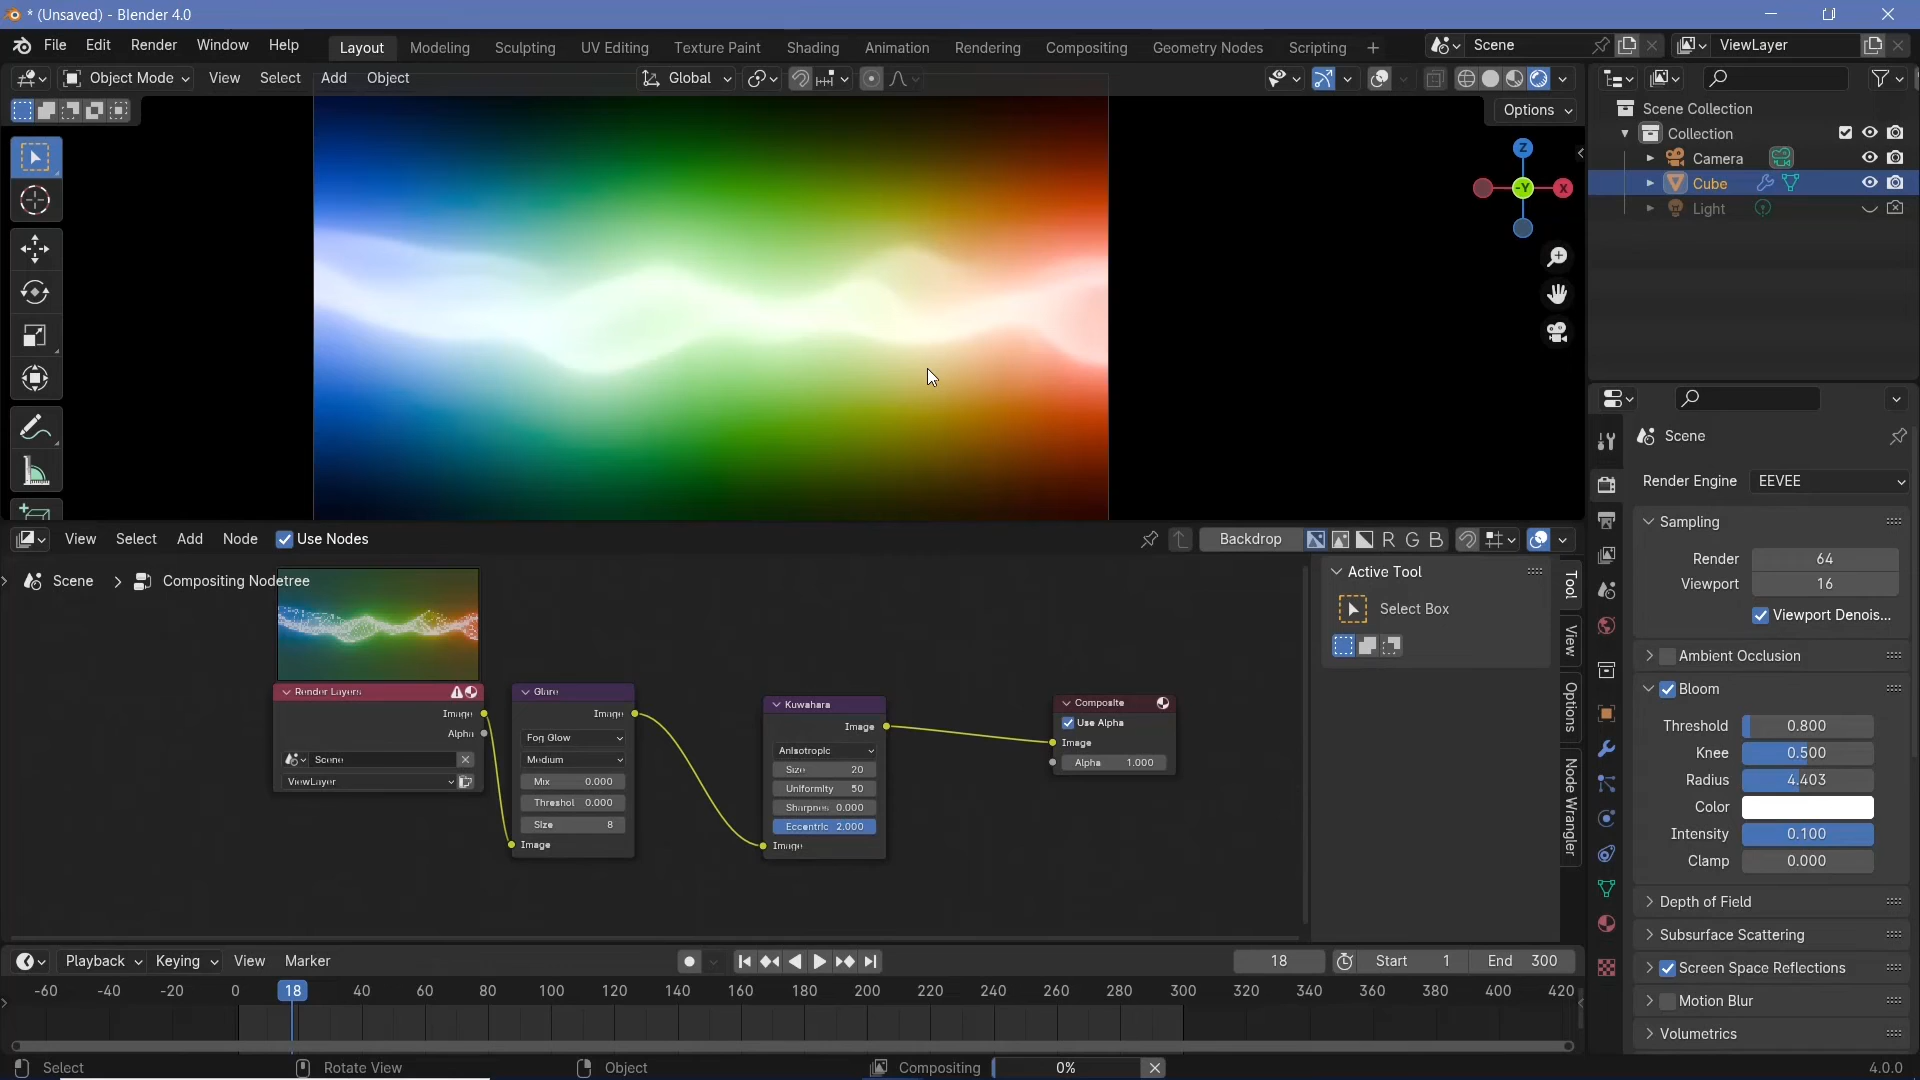 * (Unsaved) - Blender 4.0
File Edit Render Window Help Layout Modeling Sculpting UV Editing Texture Paint Shading Animation Rendering Compositing Geometry Nodes Scripting + Scene ViewLayer
Object Mode View Select Add Object Global
Options
Z
-Y X
Scene Collection
Collection
Camera
Cube
Light
Scene
Render Engine EEVEE
Sampling
Render 64
Viewport 16
Viewport Denois...
Ambient Occlusion
Bloom
Threshold 0.800
Knee 0.500
Radius 4.403
Color
Intensity 0.100
Clamp 0.000
Depth of Field
Subsurface Scattering
Screen Space Reflections
Motion Blur
Volumetrics
View Select Add Node Use Nodes Backdrop R G B
Scene > Compositing Nodetree
Active Tool
Select Box
Tool
View
Options
Node Wrangler
Render Layers
Image
Alpha
Scene
ViewLayer
Glare
Image
Fog Glow
Medium
Mix 0.000
Threshol 0.000
Size 8
Image
Kuwahara
Image
Anisotropic
Size 20
Uniformity 50
Sharpnes 0.000
Eccentric 2.000
Image
Composite
Use Alpha
Image
Alpha 1.000
Playback Keying View Marker 18 Start 1 End 300
-60 -40 -20 0 18 40 60 80 100 120 140 160 180 200 220 240 260 280 300 320 340 360 380 400 420
Select Rotate View Object Compositing 0% 4.0.0